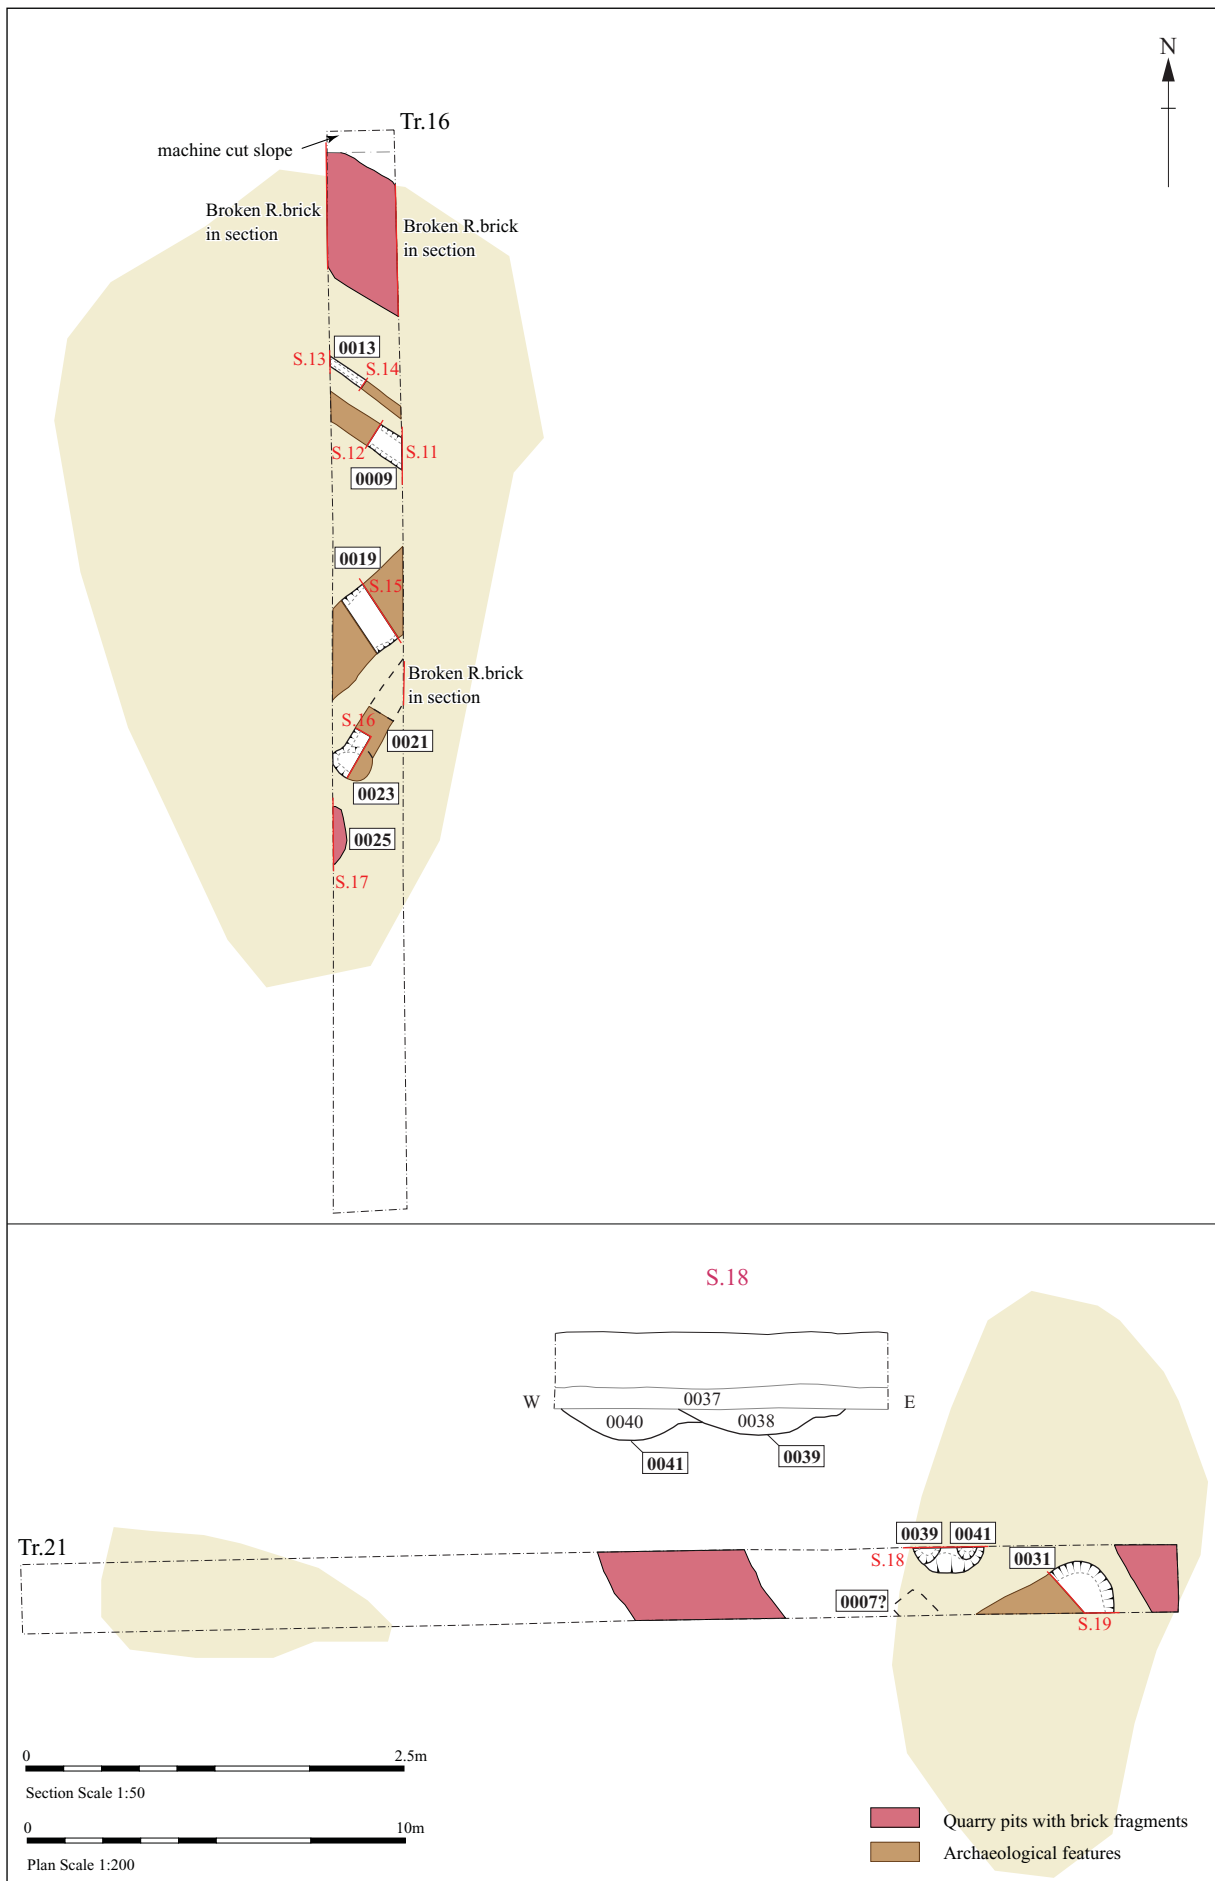 N
Tr.16
machine cut slope
Broken R.brick
in section
Broken R.brick
in section
0013
S.13
S.14
S.12
S.11
0009
0019
S.15
Broken R.brick
in section
S.16
0021
0023
0025
S.17
S.18
W
0037
E
0040
0038
0041
0039
Tr.21
0039
0041
S.18
0031
0007?
S.19
0
2.5m
Section Scale 1:50
0
10m
Plan Scale 1:200
Quarry pits with brick fragments
Archaeological features